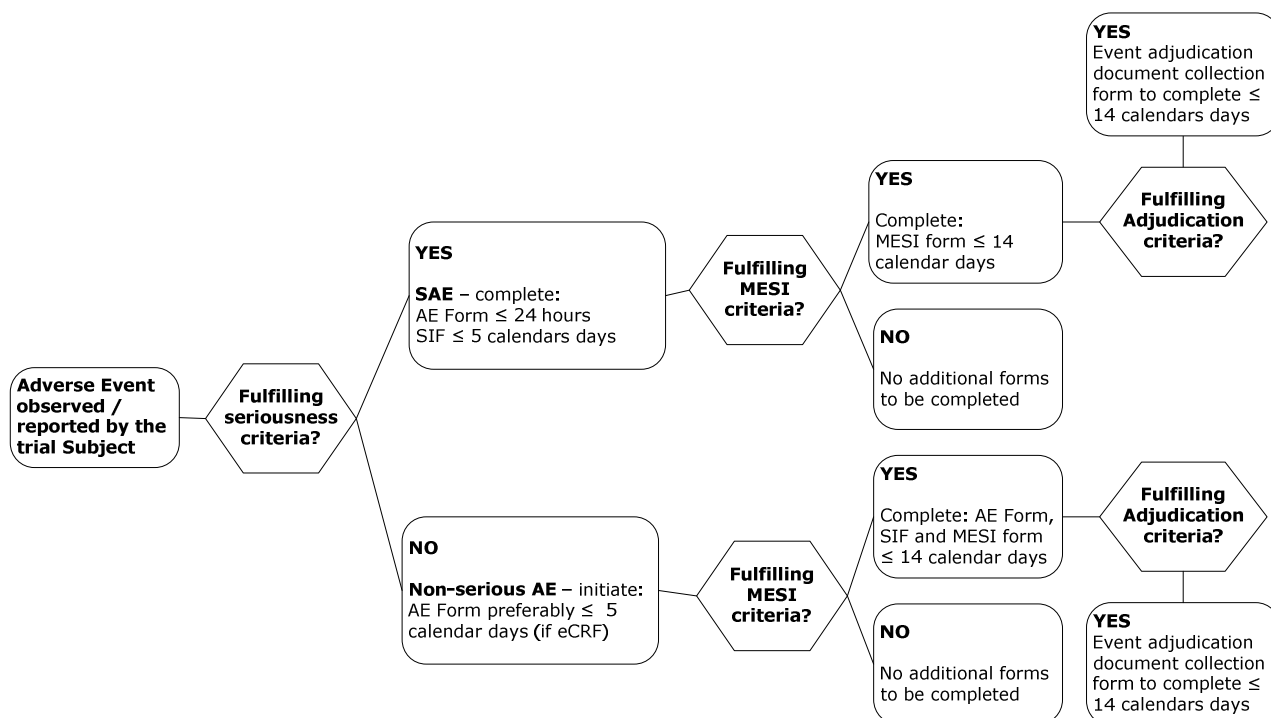 Adverse Event
observed /
reported by the
trial Subject
Fulfilling
seriousness
criteria?
YES
SAE – complete:
AE Form ≤ 24 hours
SIF ≤ 5 calendars days
Fulfilling
MESI
criteria?
YES
Complete:
MESI form ≤ 14
calendar days
Fulfilling
Adjudication
criteria?
YES
Event adjudication
document collection
form to complete ≤
14 calendars days
NO
No additional forms
to be completed
NO
Non-serious AE – initiate:
AE Form preferably ≤ 5
calendar days (if eCRF)
Fulfilling
MESI
criteria?
YES
Complete: AE Form,
SIF and MESI form
≤ 14 calendar days
Fulfilling
Adjudication
criteria?
YES
Event adjudication
document collection
form to complete ≤
14 calendars days
NO
No additional forms
to be completed